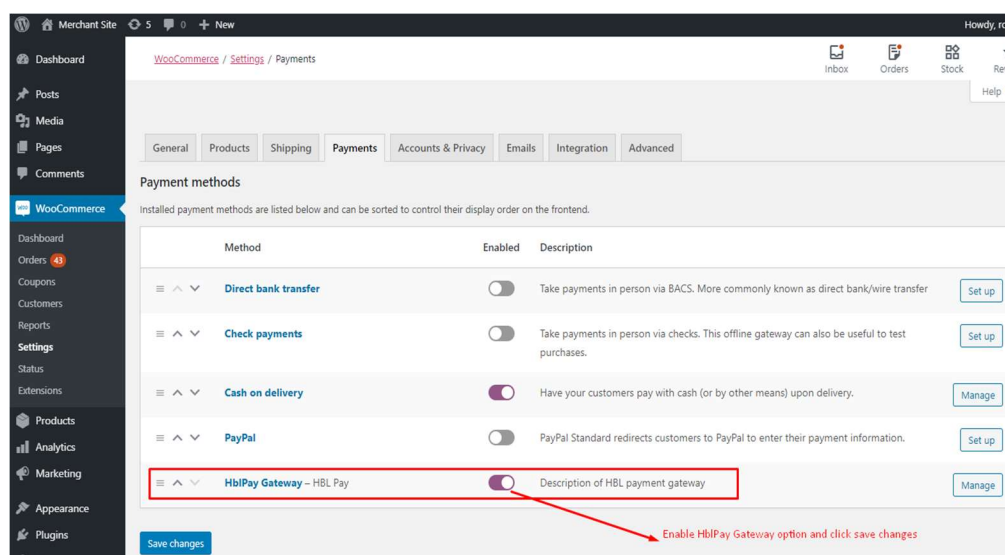 Merchant Site 5 0 + New Howdy, ro
Dashboard
Posts
Media
Pages
Comments
WooCommerce
Dashboard
Orders 43
Coupons
Customers
Reports
Settings
Status
Extensions
Products
Analytics
Marketing
Appearance
Plugins
WooCommerce / Settings / Payments
Inbox Orders Stock Re
Help
General Products Shipping Payments Accounts & Privacy Emails Integration Advanced
Payment methods
Installed payment methods are listed below and can be sorted to control their display order on the frontend.
Method Enabled Description
Direct bank transfer Take payments in person via BACS. More commonly known as direct bank/wire transfer Set up
Check payments Take payments in person via checks. This offline gateway can also be useful to test Set up
purchases.
Cash on delivery Have your customers pay with cash (or by other means) upon delivery. Manage
PayPal PayPal Standard redirects customers to PayPal to enter their payment information. Set up
HblPay Gateway – HBL Pay Description of HBL payment gateway Manage
Enable HblPay Gateway option and click save changes
Save changes